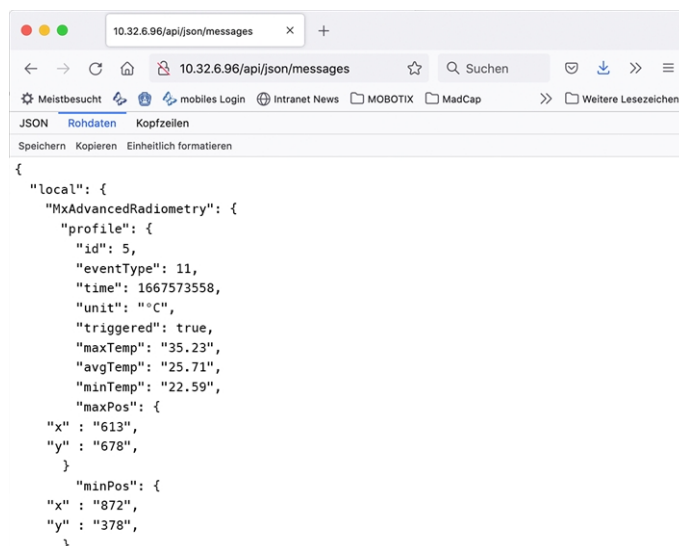 10.32.6.96/api/json/messages
10.32.6.96/api/json/messages
Suchen
Meistbesucht mobiles Login Intranet News MOBOTIX MadCap Weitere Lesezeichen
JSON Rohdaten Kopfzeilen
Speichern Kopieren Einheitlich formatieren
{
"local": {
"MxAdvancedRadiometry": {
"profile": {
"id": 5,
"eventType": 11,
"time": 1667573558,
"unit": "°C",
"triggered": true,
"maxTemp": "35.23",
"avgTemp": "25.71",
"minTemp": "22.59",
"maxPos": {
"x" : "613",
"y" : "678",
}
"minPos": {
"x" : "872",
"y" : "378",
}